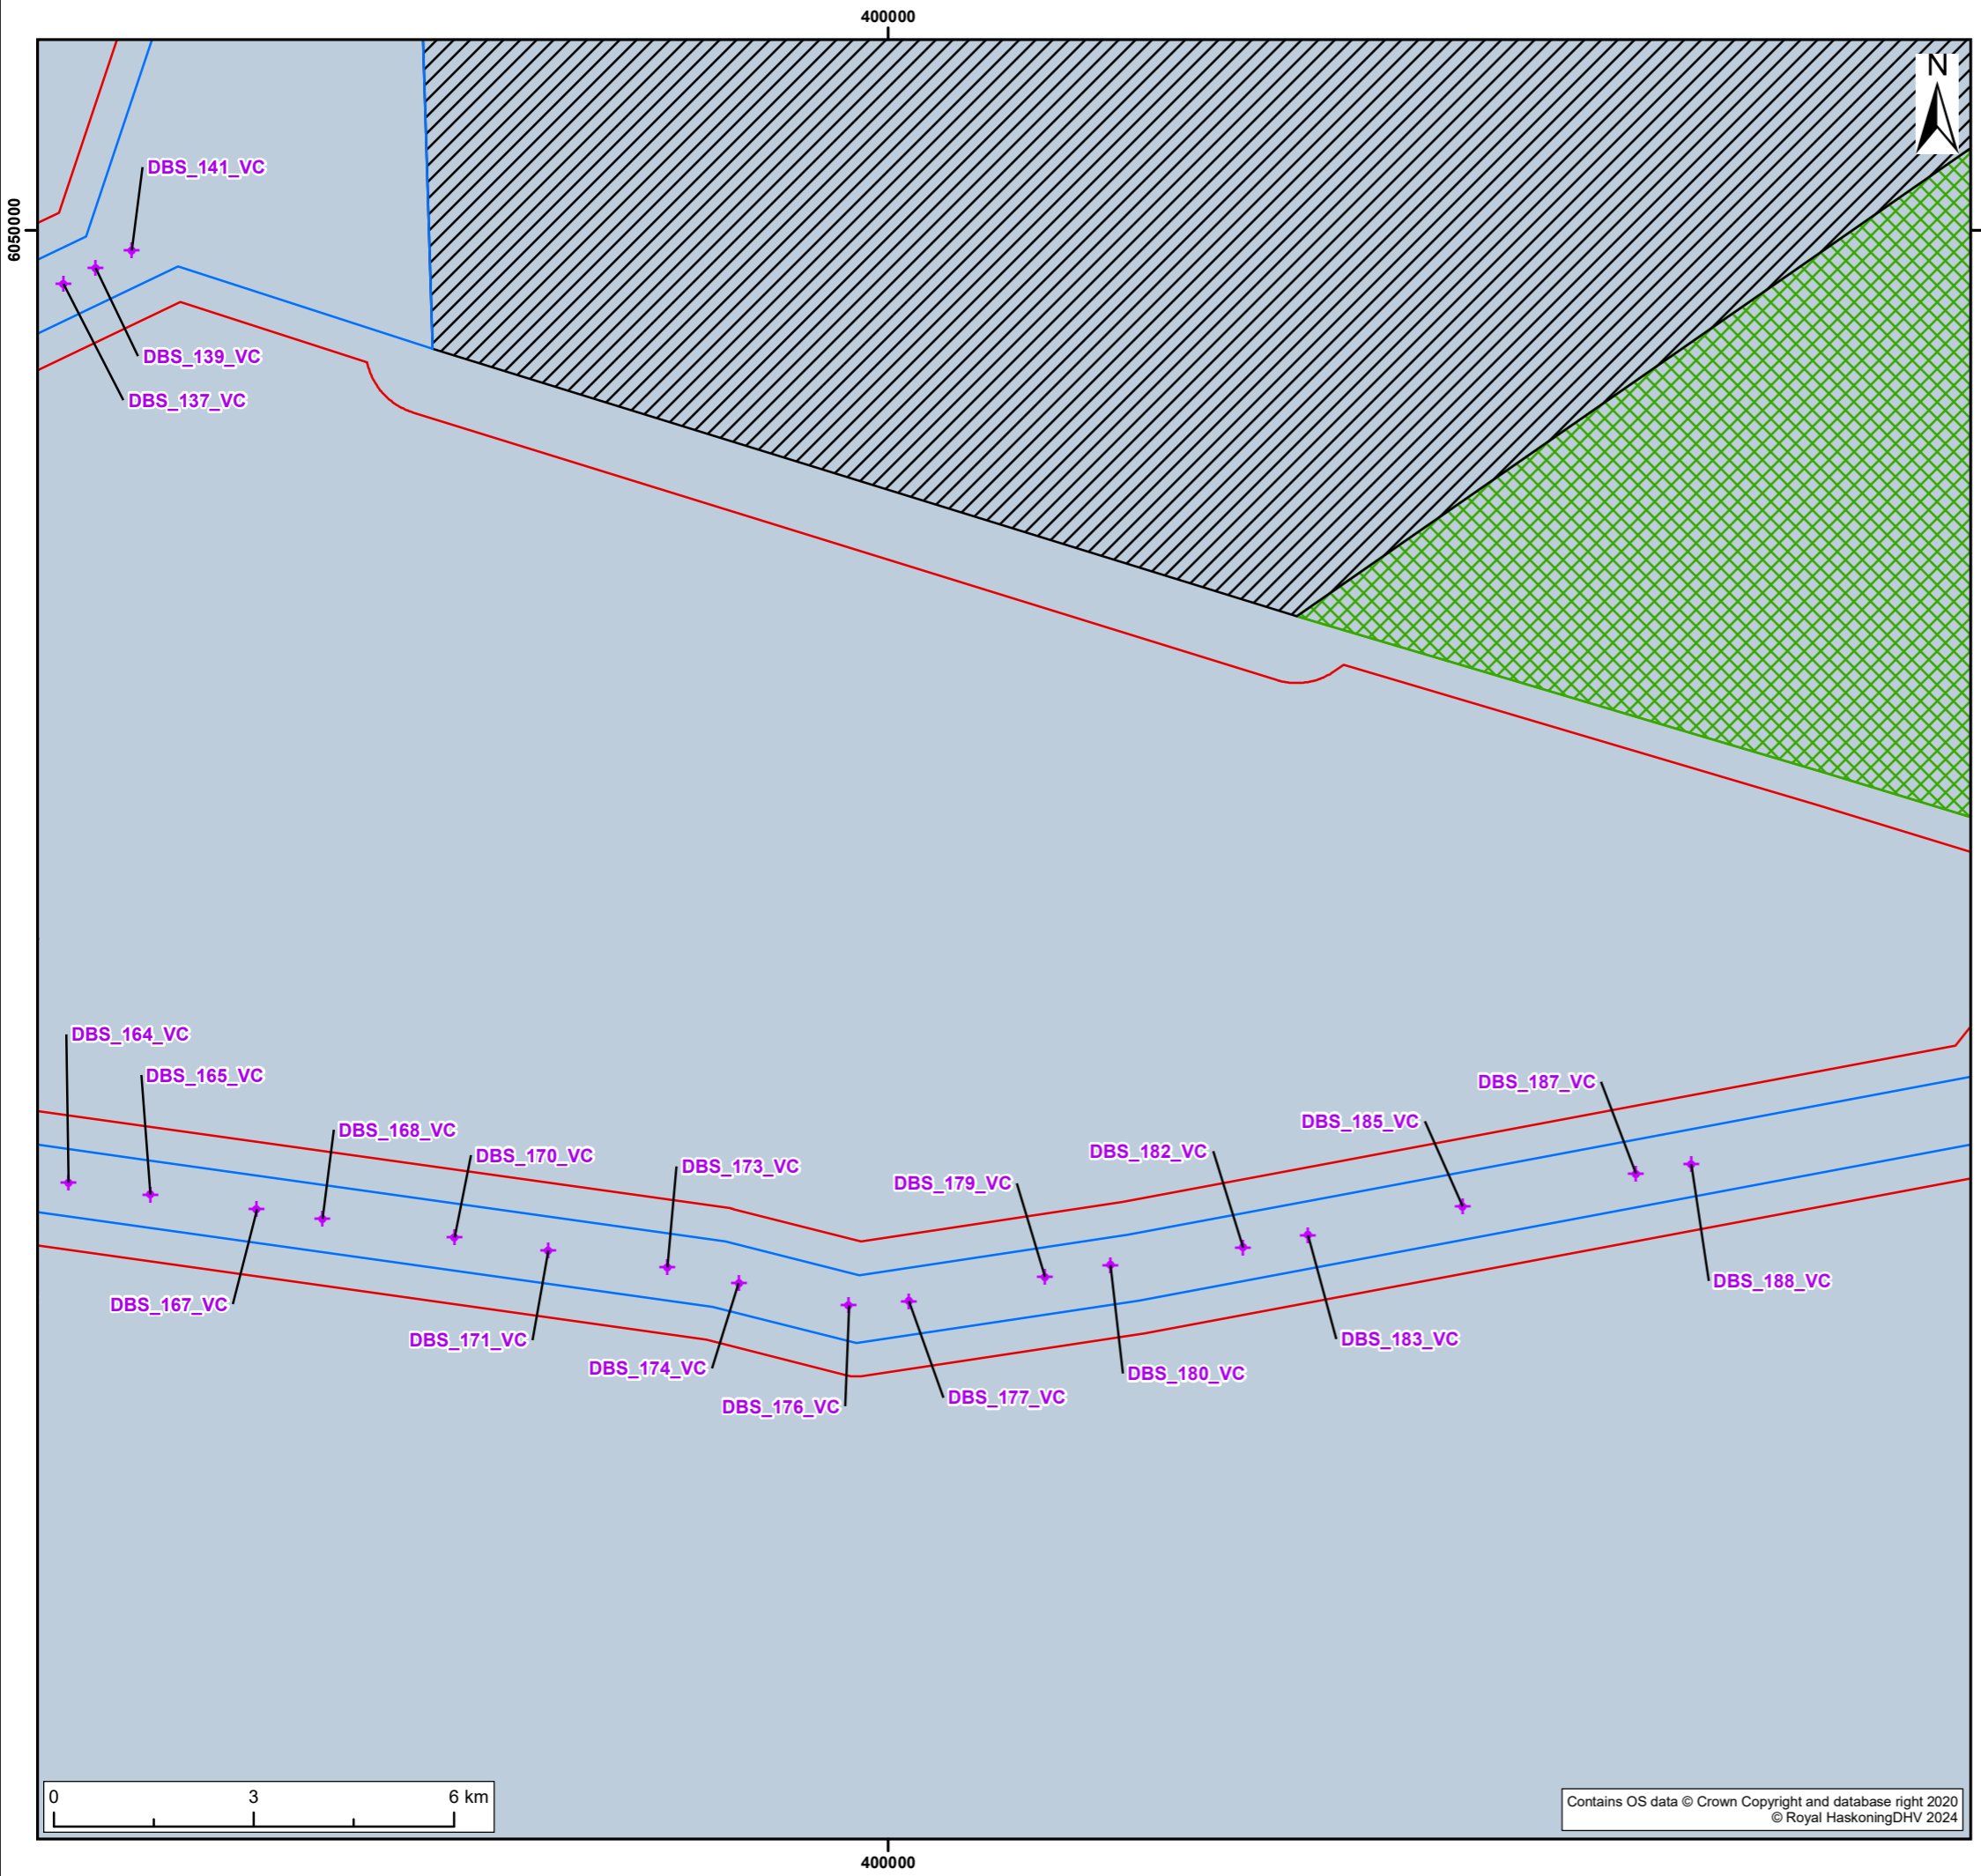 400000
N
6050000
DBS_141_VC
DBS_139_VC
DBS_137_VC
DBS_164_VC
DBS_165_VC
DBS_168_VC
DBS_170_VC
DBS_173_VC
DBS_179_VC
DBS_182_VC
DBS_185_VC
DBS_187_VC
DBS_167_VC
DBS_171_VC
DBS_174_VC
DBS_176_VC
DBS_177_VC
DBS_180_VC
DBS_183_VC
DBS_188_VC
0 3 6 km
Contains OS data © Crown Copyright and database right 2020
© Royal HaskoningDHV 2024
400000